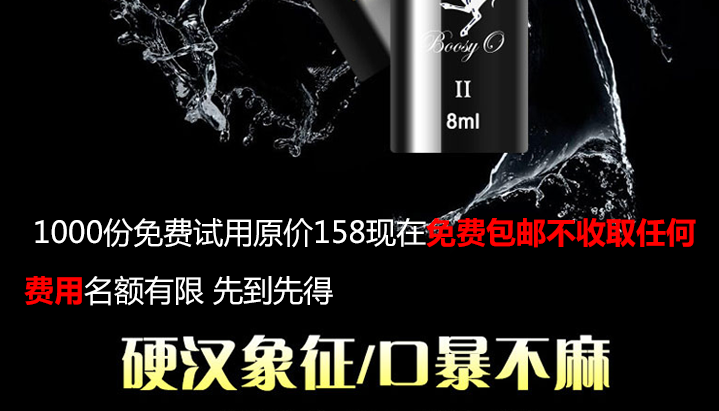 Boosy O
II
8ml
1000份免费试用原价158现在免费包邮不收取任何
费用名额有限 先到先得
硬汉象征/口暴不麻